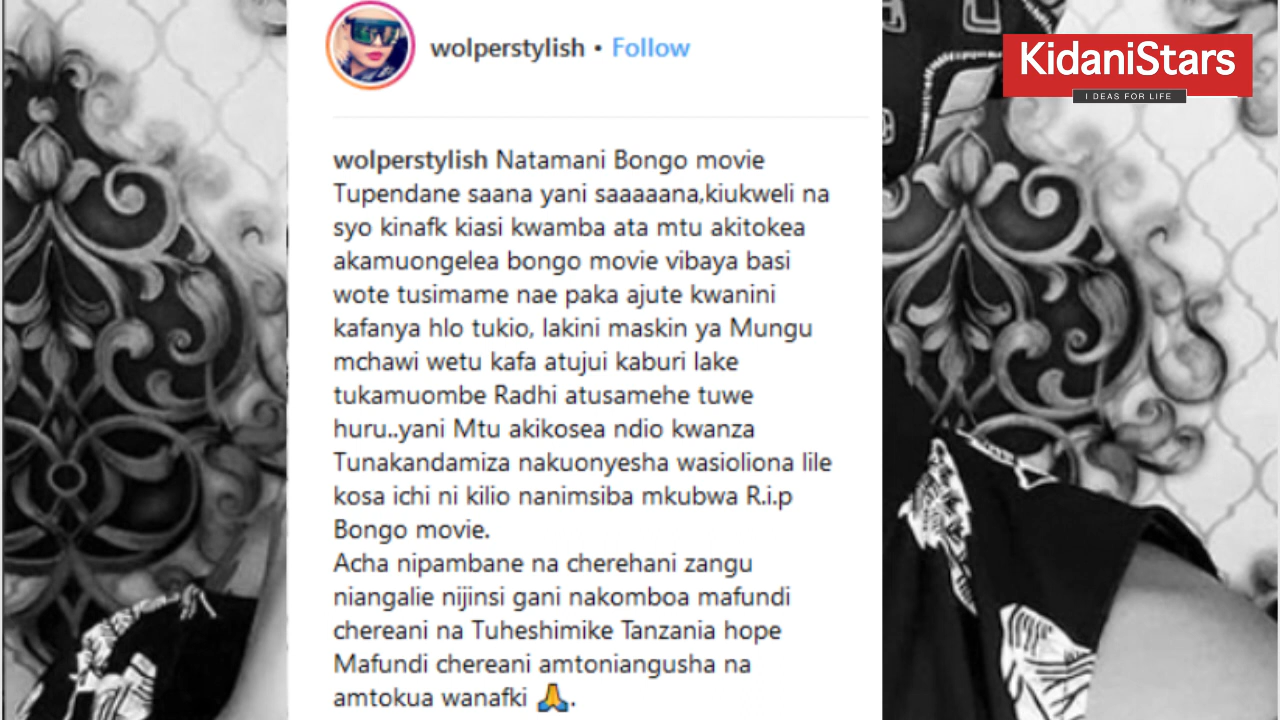 wolperstylish • Follow
KidaniStars
I DEAS FOR LIFE
wolperstylish Natamani Bongo movie
Tupendane saana yani saaaaana,kiukweli na
syo kinafk kiasi kwamba ata mtu akitokea
akamuongelea bongo movie vibaya basi
wote tusimame nae paka ajute kwanini
kafanya hlo tukio, lakini maskin ya Mungu
mchawi wetu kafa atujui kaburi lake
tukamuombe Radhi atusamehe tuwe
huru..yani Mtu akikosea ndio kwanza
Tunakandamiza nakuonyesha wasioliona lile
kosa ichi ni kilio nanimsiba mkubwa R.i.p
Bongo movie.
Acha nipambane na cherehani zangu
niangalie nijinsi gani nakomboa mafundi
chereani na Tuheshimike Tanzania hope
Mafundi chereani amtoniangusha na
amtokua wanafki 🙏.